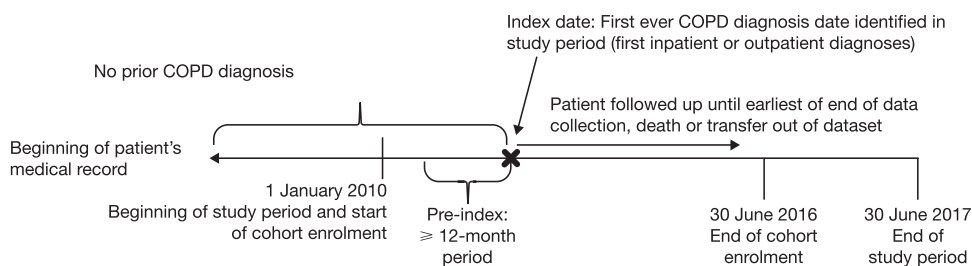 Index date: First ever COPD diagnosis date identified in
study period (first inpatient or outpatient diagnoses)
No prior COPD diagnosis
Patient followed up until earliest of end of data
collection, death or transfer out of dataset
Beginning of patient's
medical record
1 January 2010
Beginning of study period and start
of cohort enrolment
Pre-index:
⩾ 12-month
period
30 June 2016
End of cohort
enrolment
30 June 2017
End of
study period